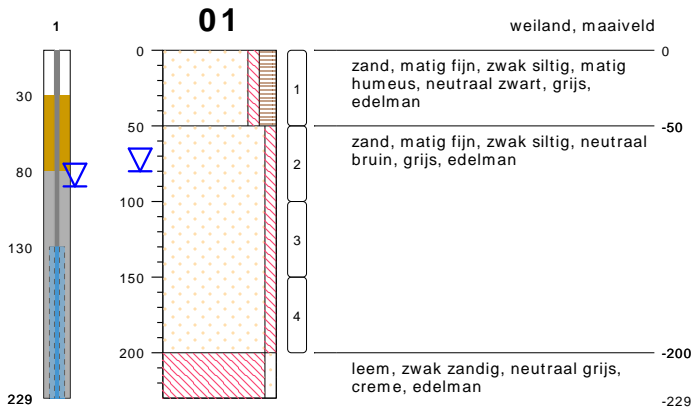 1
01
weiland, maaiveld
0
0
zand, matig fijn, zwak siltig, matig
humeus, neutraal zwart, grijs,
edelman
1
30
50
-50
zand, matig fijn, zwak siltig, neutraal
bruin, grijs, edelman
2
80
100
3
130
150
4
200
-200
leem, zwak zandig, neutraal grijs,
creme, edelman
229
-229